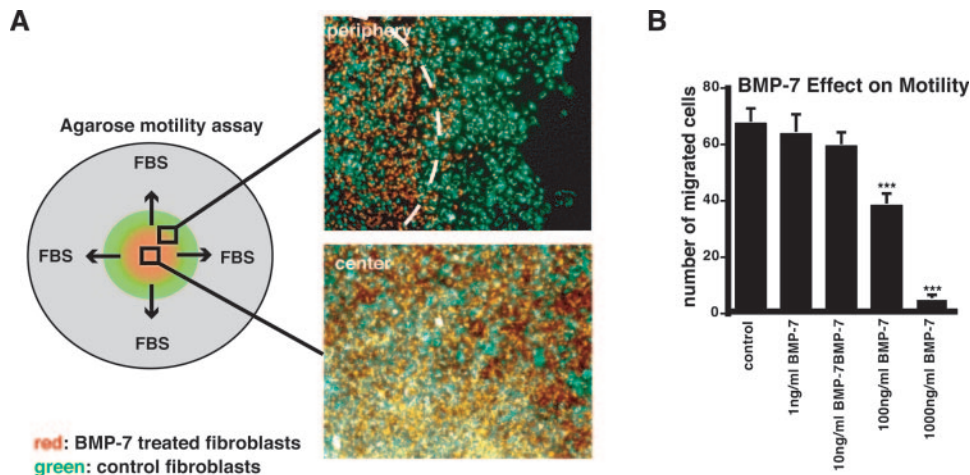 A
Agarose motility assay
FBS
FBS
FBS
FBS
red: BMP-7 treated fibroblasts
green: control fibroblasts
periphery
center
B
BMP-7 Effect on Motility
number of migrated cells
80
60
40
20
0
***
***
control
1ng/ml BMP-7
10ng/ml BMP-7BMP-7
100ng/ml BMP-7
1000ng/ml BMP-7